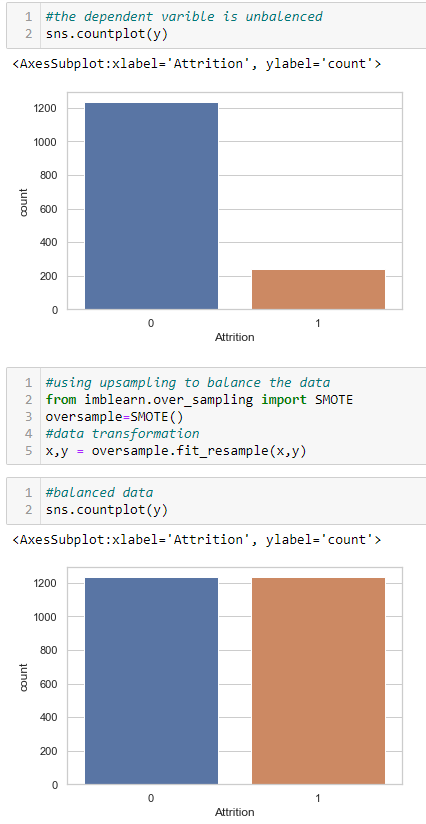 1 #the dependent varible is unbalenced
2 sns.countplot(y)
<AxesSubplot:xlabel='Attrition', ylabel='count'>
1200
1000
800
600
400
200
0
count
0 1
Attrition
1 #using upsampling to balance the data
2 from imblearn.over_sampling import SMOTE
3 oversample=SMOTE()
4 #data transformation
5 x,y = oversample.fit_resample(x,y)
1 #balanced data
2 sns.countplot(y)
<AxesSubplot:xlabel='Attrition', ylabel='count'>
1200
1000
800
600
400
200
0
count
0 1
Attrition